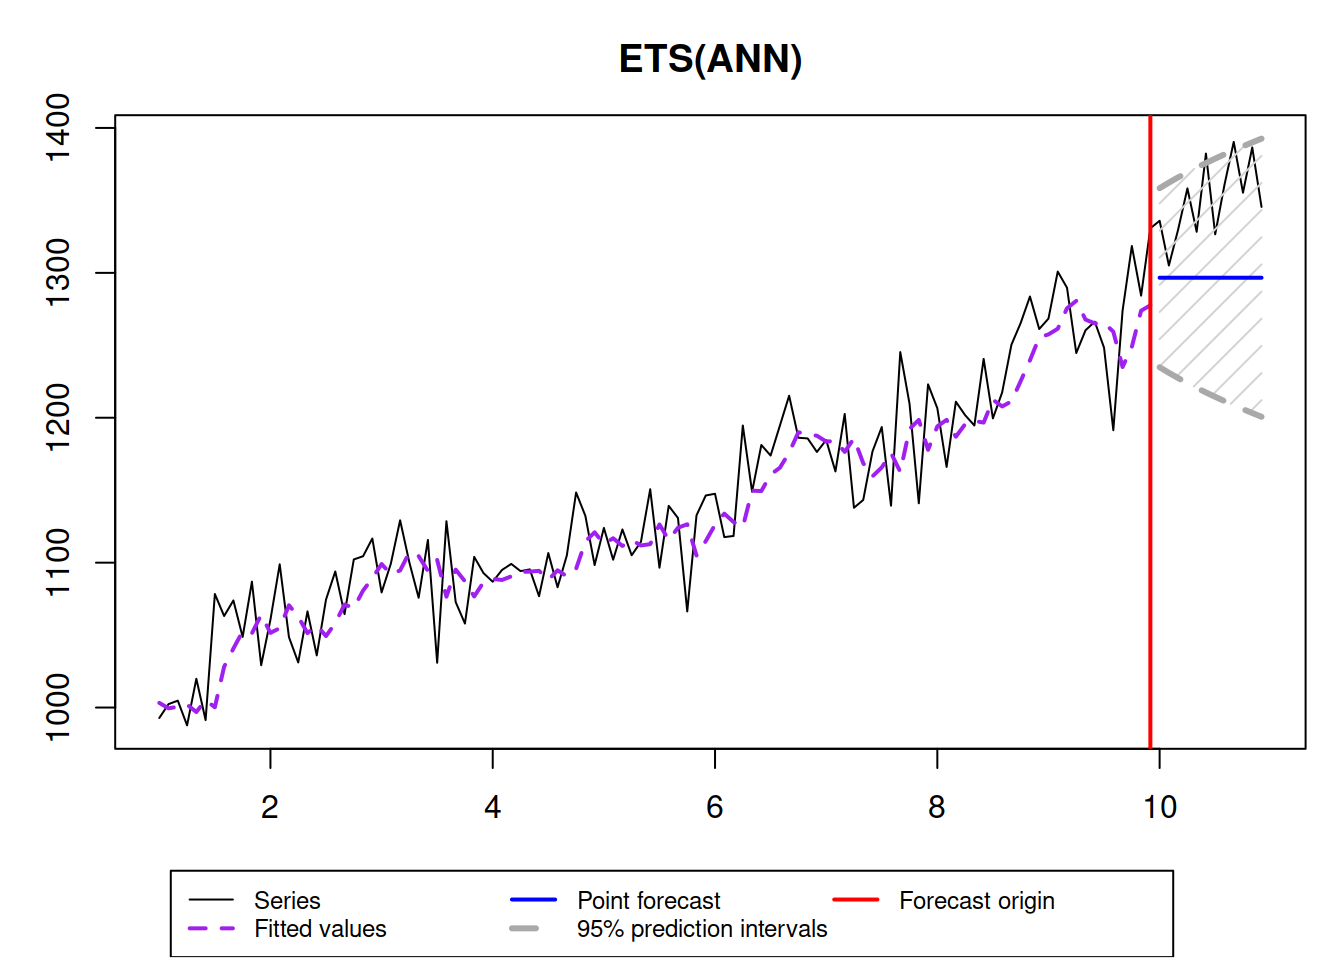 ETS(ANN)
1400
1300
1200
1100
1000
2 4 6 8 10
Series Point forecast Forecast origin
Fitted values 95% prediction intervals